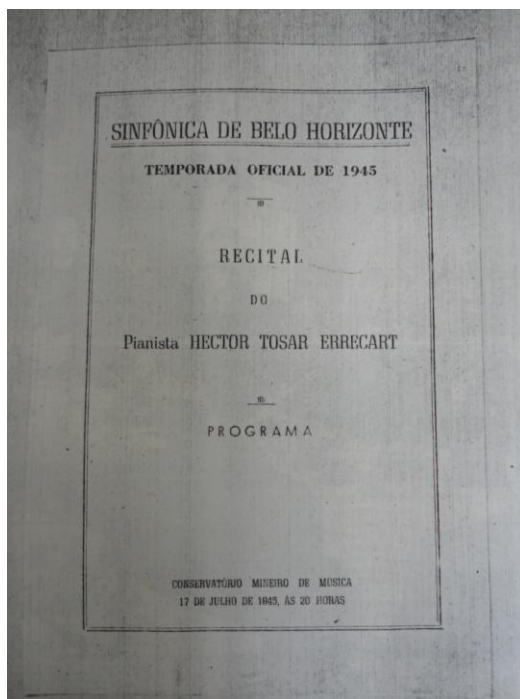 SINFÔNICA DE BELO HORIZONTE
TEMPORADA OFICIAL DE 1945
RECITAL
DO
Pianista HECTOR TOSAR ERRECART
PROGRAMA
CONSERVATÓRIO MINEIRO DE MÚSICA
17 DE JULHO DE 1945, ÀS 20 HORAS